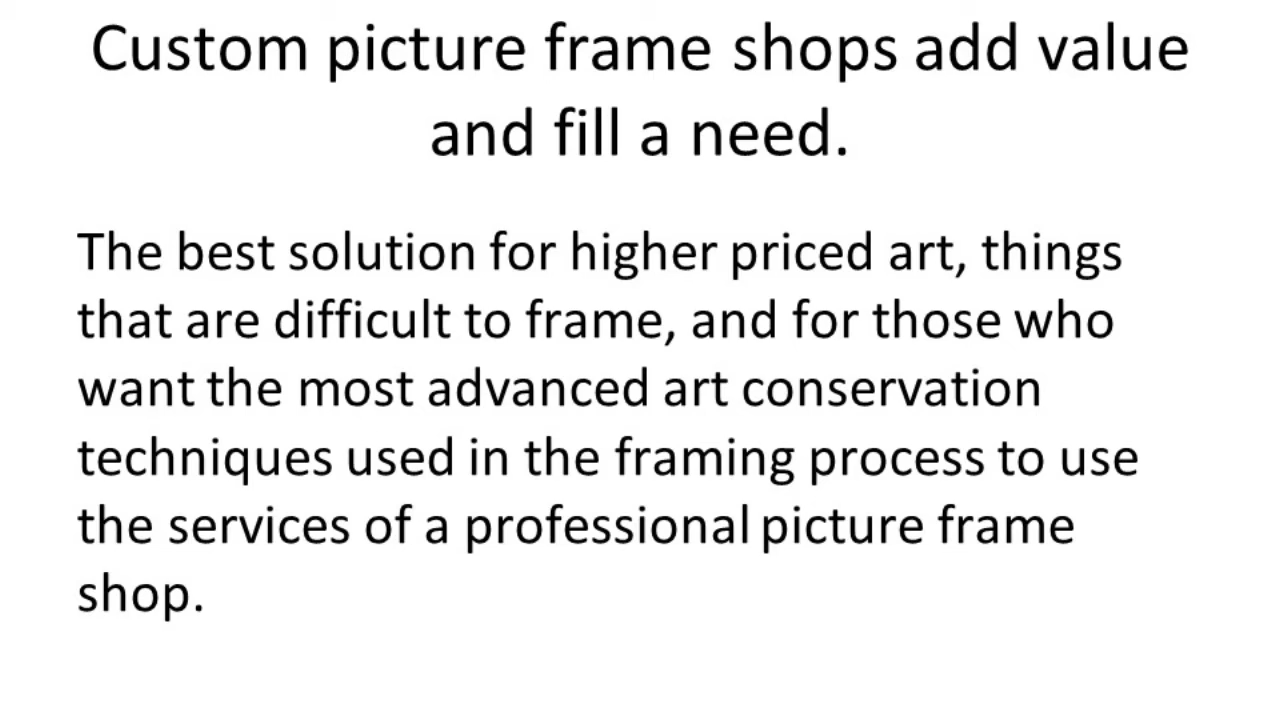 Custom picture frame shops add value
and fill a need.
The best solution for higher priced art, things
that are difficult to frame, and for those who
want the most advanced art conservation
techniques used in the framing process to use
the services of a professional picture frame
shop.